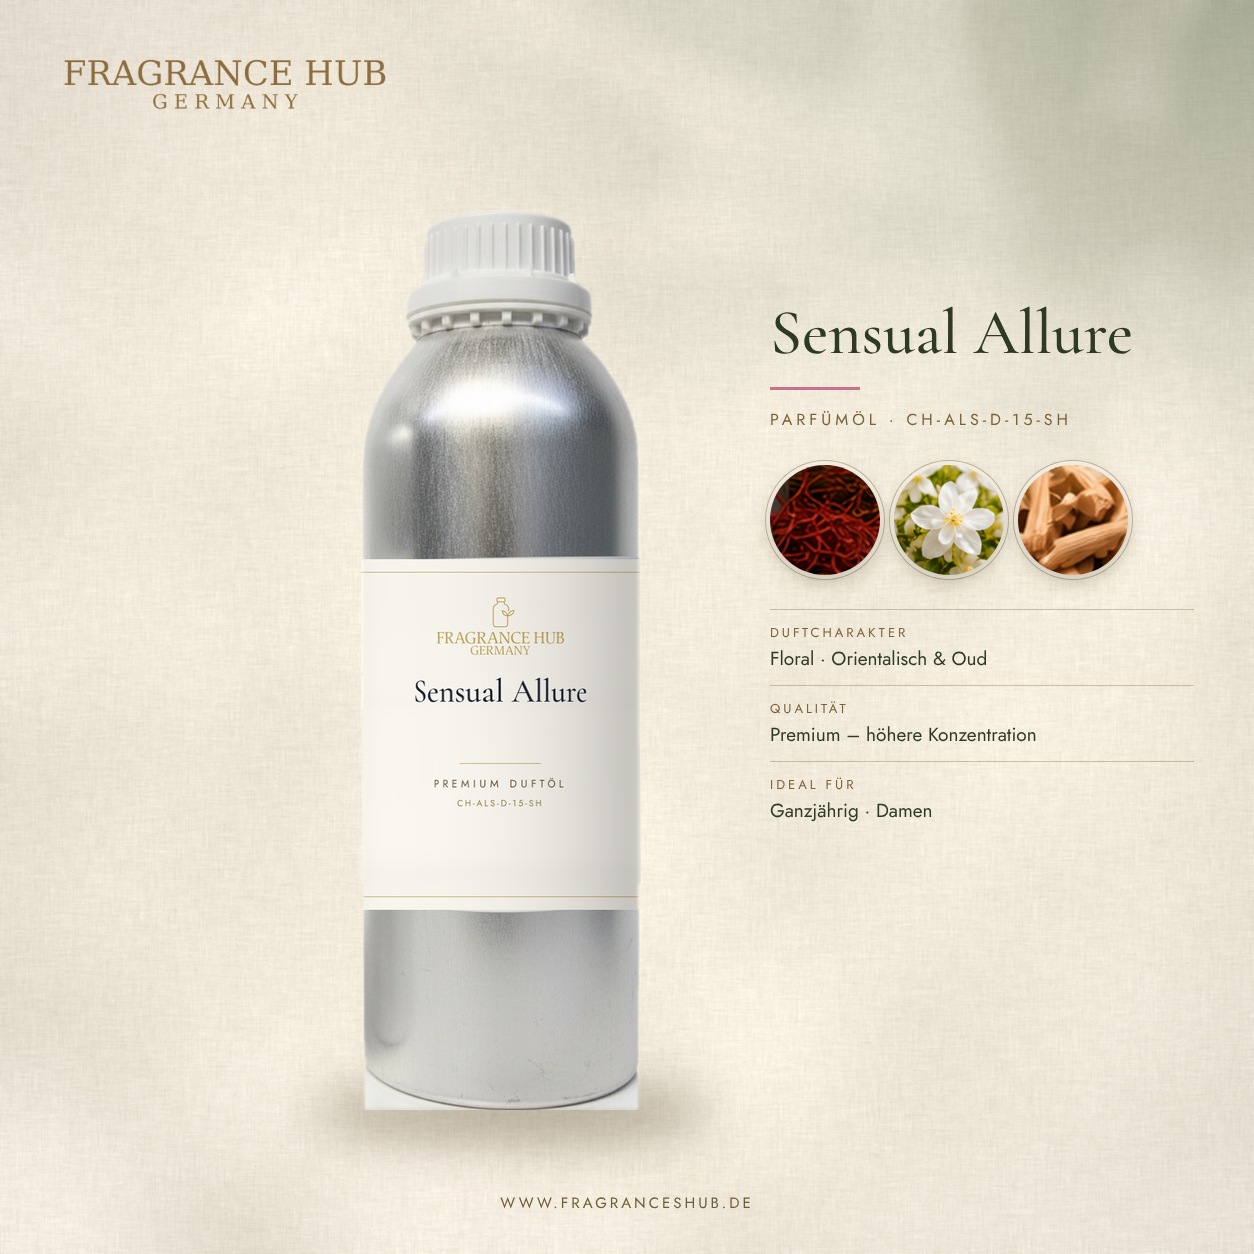 FRAGRANCE HUB
GERMANY
Sensual Allure
PARFÜMÖL · CH-ALS-D-15-SH
DUFTCHARAKTER
Floral · Orientalisch & Oud
QUALITÄT
Premium – höhere Konzentration
IDEAL FÜR
Ganzjährig · Damen
FRAGRANCE HUB
GERMANY
Sensual Allure
PREMIUM DUFTÖL
CH-ALS-D-15-SH
WWW.FRAGRANCESHUB.DE